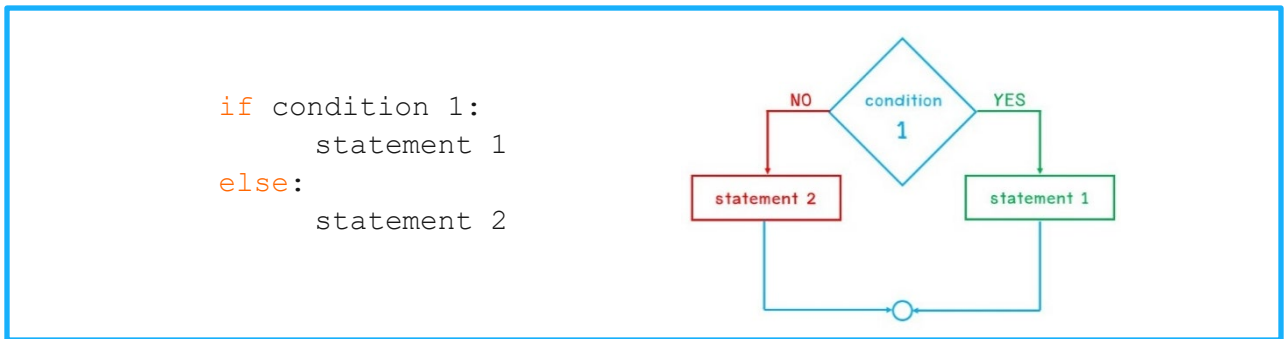 if condition 1:
statement 1
else:
statement 2
NO
condition
1
YES
statement 2
statement 1